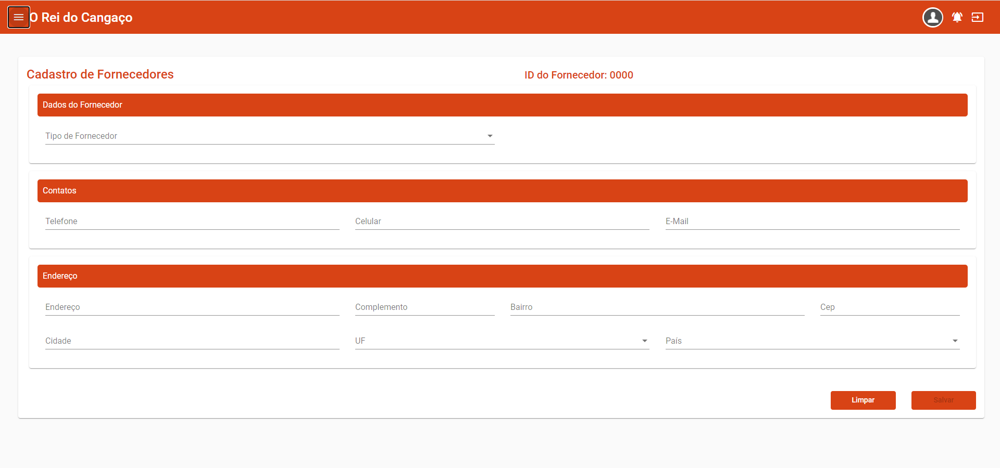 O Rei do Cangaço
Cadastro de Fornecedores
ID do Fornecedor: 0000
Dados do Fornecedor
Tipo de Fornecedor
Contatos
Telefone
Celular
E-Mail
Endereço
Endereço
Complemento
Bairro
Cep
Cidade
UF
País
Limpar
Salvar